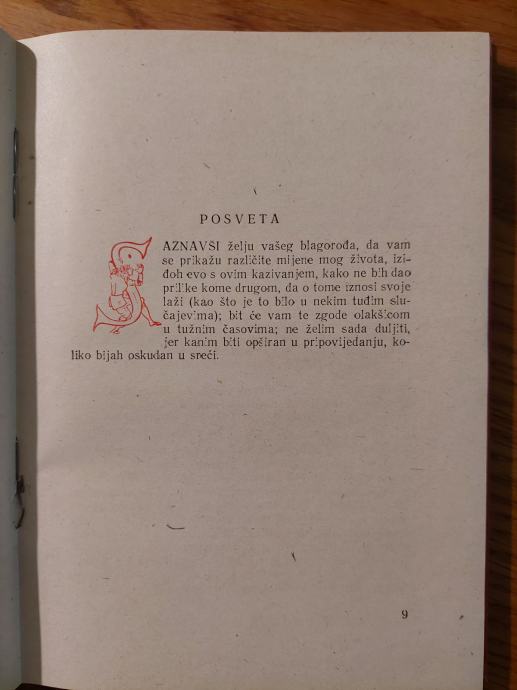 POSVETA
SAZNAVŠI želju vašeg blagorođa, da vam
se prikažu različite mijene mog života, izi-
đoh evo s ovim kazivanjem, kako ne bih dao
prilike kome drugom, da o tome iznosi svoje
laži (kao što je to bilo u nekim tuđim slu-
čajevima); bit će vam te zgode olakšicom
u tužnim časovima; ne želim sada duljiti,
jer kanim biti opširan u pripovijedanju, ko-
liko bijah oskudan u sreći.
9